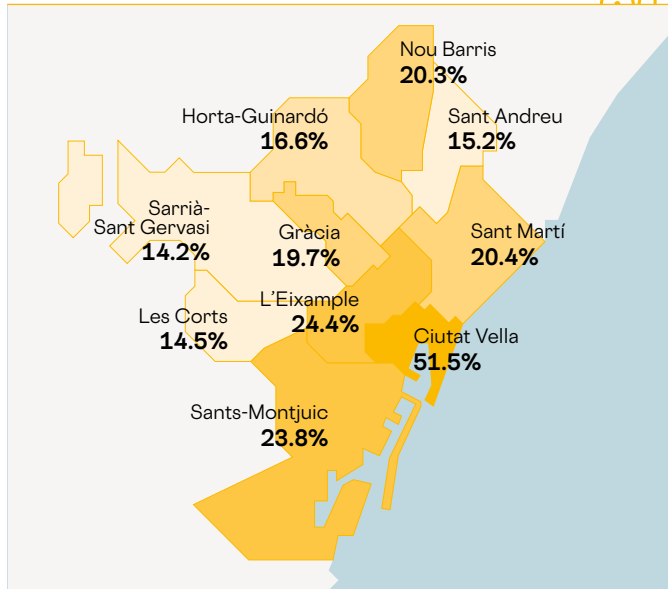 Nou Barris
20.3%
Horta-Guinardó
16.6%
Sant Andreu
15.2%
Sarrià-
Sant Gervasi
14.2%
Gràcia
19.7%
Sant Martí
20.4%
L’Eixample
24.4%
Les Corts
14.5%
Ciutat Vella
51.5%
Sants-Montjuic
23.8%